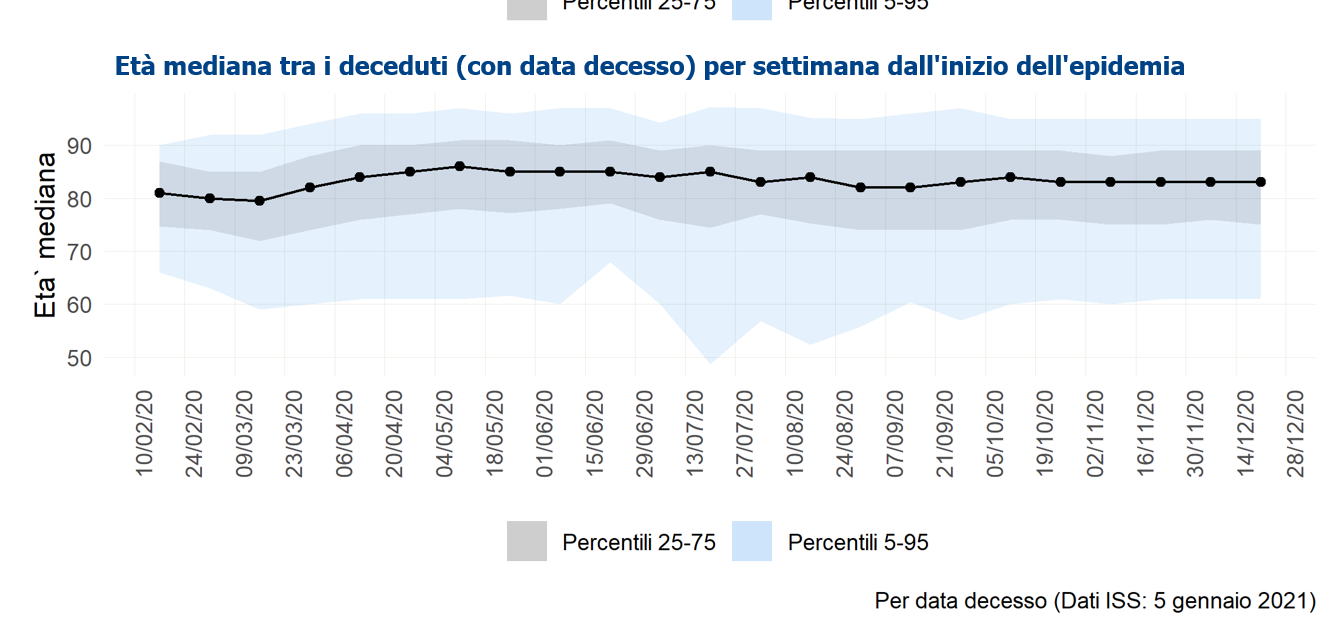 Percentili 25-75 Percentili 5-95
Età mediana tra i deceduti (con data decesso) per settimana dall'inizio dell'epidemia
Eta` mediana
90
80
70
60
50
10/02/20 24/02/20 09/03/20 23/03/20 06/04/20 20/04/20 04/05/20 18/05/20 01/06/20 15/06/20 29/06/20 13/07/20 27/07/20 10/08/20 24/08/20 07/09/20 21/09/20 05/10/20 19/10/20 02/11/20 16/11/20 30/11/20 14/12/20 28/12/20
Percentili 25-75 Percentili 5-95
Per data decesso (Dati ISS: 5 gennaio 2021)